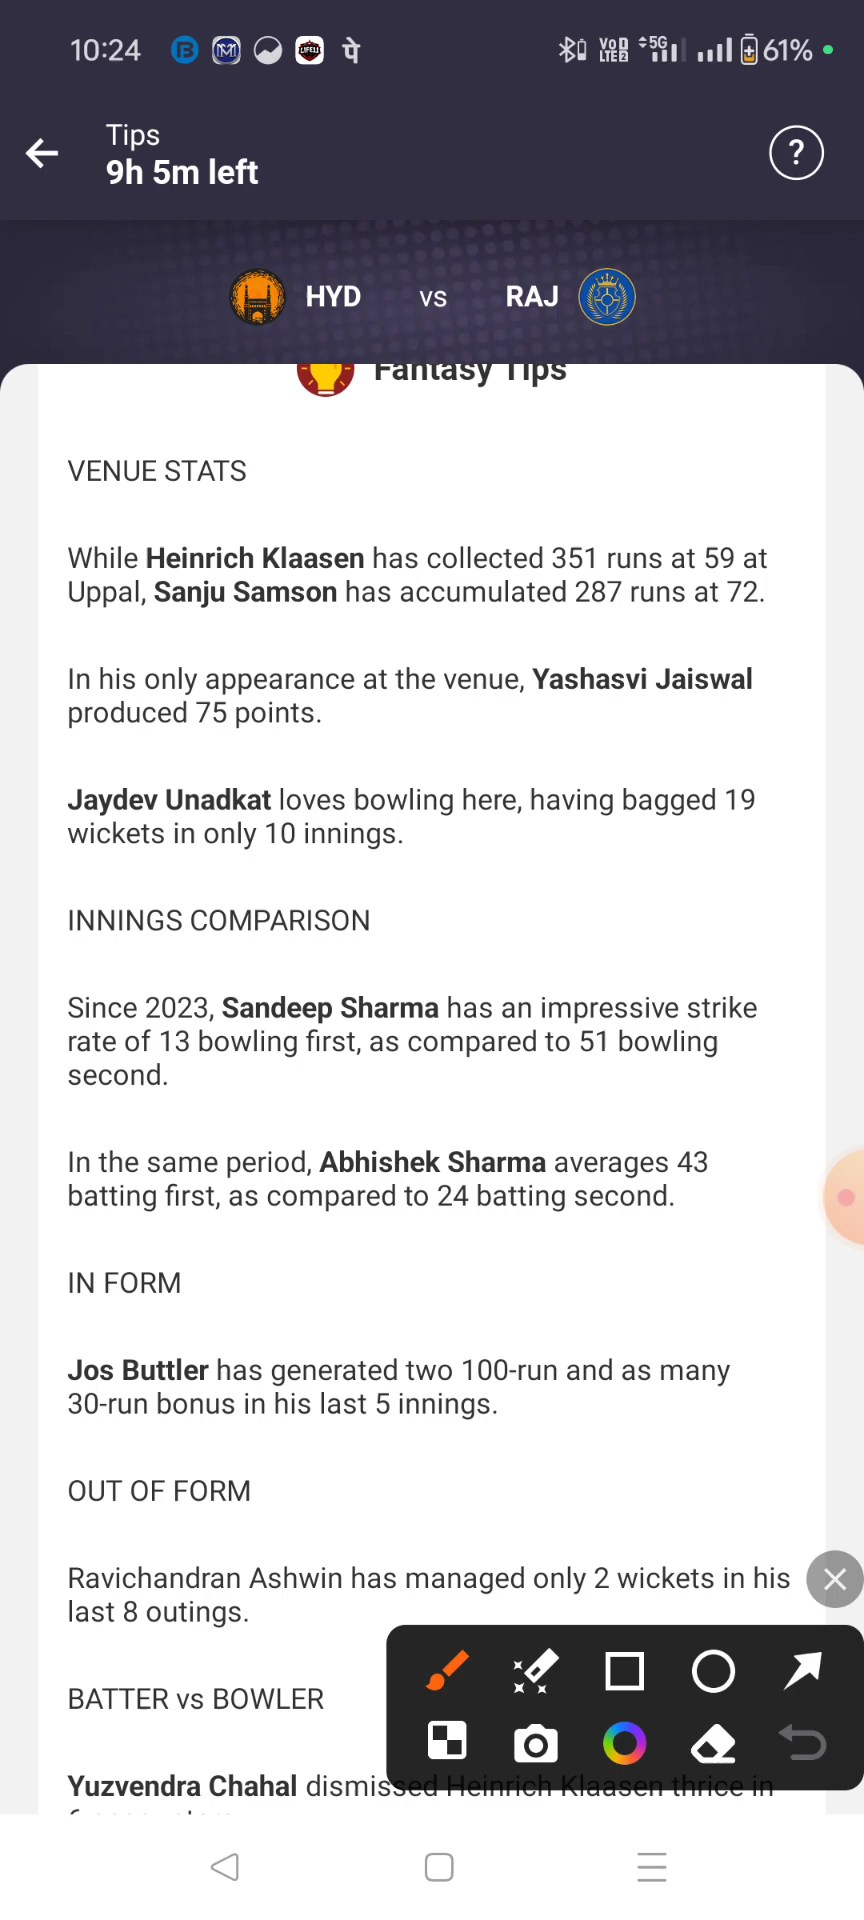 10:24
पे
VoD
LTE2
5G
61%
Tips
9h 5m left
?
HYD vs RAJ
Fantasy Tips
VENUE STATS
While Heinrich Klaasen has collected 351 runs at 59 at
Uppal, Sanju Samson has accumulated 287 runs at 72.
In his only appearance at the venue, Yashasvi Jaiswal
produced 75 points.
Jaydev Unadkat loves bowling here, having bagged 19
wickets in only 10 innings.
INNINGS COMPARISON
Since 2023, Sandeep Sharma has an impressive strike
rate of 13 bowling first, as compared to 51 bowling
second.
In the same period, Abhishek Sharma averages 43
batting first, as compared to 24 batting second.
IN FORM
Jos Buttler has generated two 100-run and as many
30-run bonus in his last 5 innings.
OUT OF FORM
Ravichandran Ashwin has managed only 2 wickets in his
last 8 outings.
BATTER vs BOWLER
Yuzvendra Chahal dismissed Heinrich Klaasen thrice in